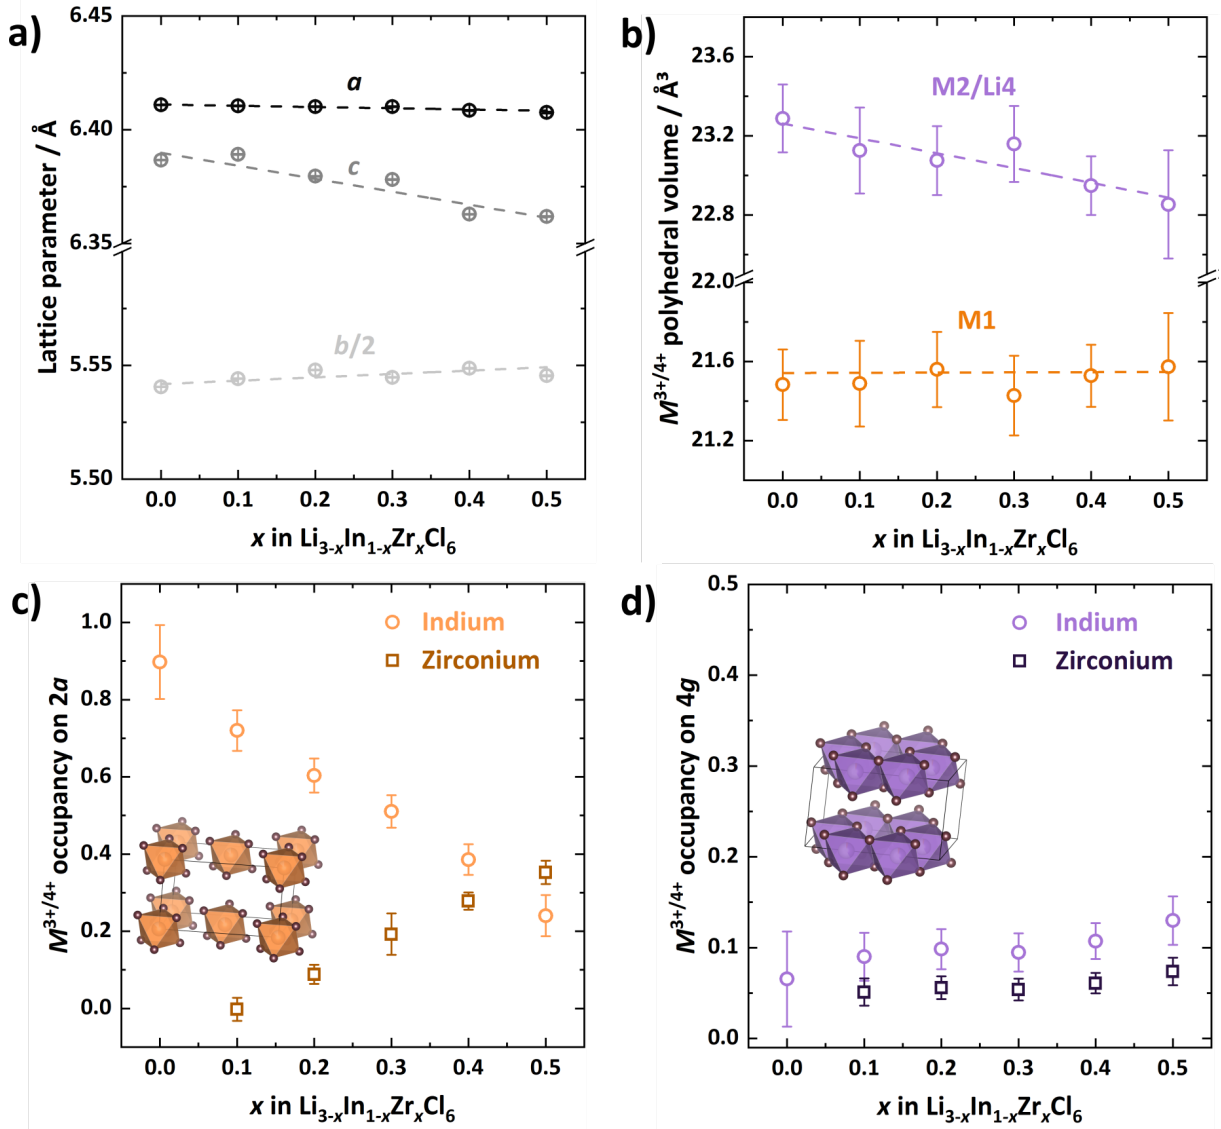 a)
6.45
6.40
6.35
5.55
5.50
Lattice parameter / Å
a
c
b/2
0.0 0.1 0.2 0.3 0.4 0.5
x in Li₃₋ₓIn₁₋ₓZrₓCl₆
b)
23.6
23.2
22.8
22.0
21.6
21.2
M³⁺/⁴⁺ polyhedral volume / Å³
M2/Li4
M1
0.0 0.1 0.2 0.3 0.4 0.5
x in Li₃₋ₓIn₁₋ₓZrₓCl₆
c)
1.0
0.8
0.6
0.4
0.2
0.0
M³⁺/⁴⁺ occupancy on 2a
Indium
Zirconium
0.0 0.1 0.2 0.3 0.4 0.5
x in Li₃₋ₓIn₁₋ₓZrₓCl₆
d)
0.5
0.4
0.3
0.2
0.1
0.0
M³⁺/⁴⁺ occupancy on 4g
Indium
Zirconium
0.0 0.1 0.2 0.3 0.4 0.5
x in Li₃₋ₓIn₁₋ₓZrₓCl₆